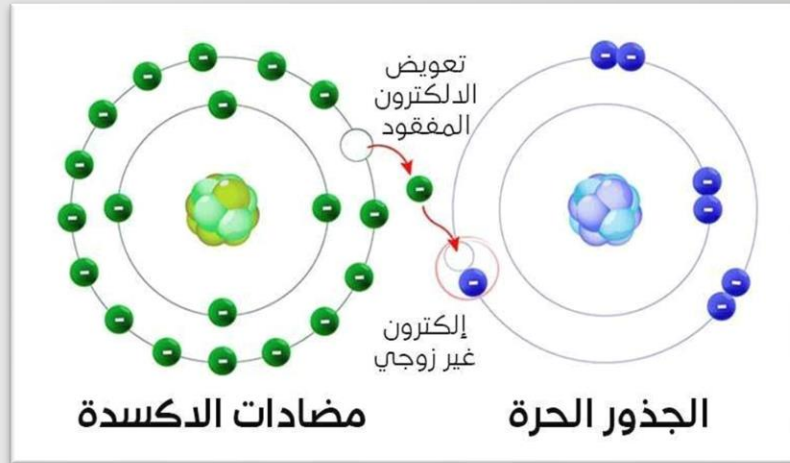 تعويض
الالكترون
المفقود
إلكترون
غير زوجي
الجذور الحرة
مضادات الاكسدة